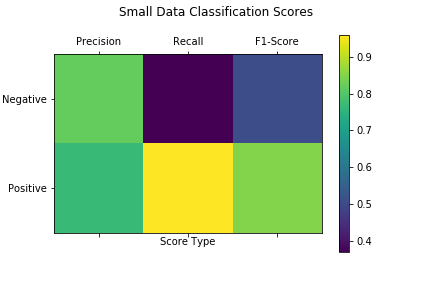 Small Data Classification Scores
Precision Recall F1-Score
Negative
Positive
Score Type
0.9
0.8
0.7
0.6
0.5
0.4